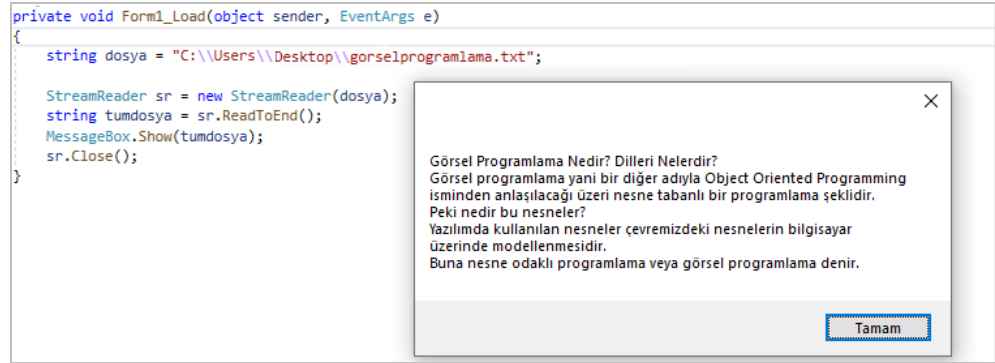 private void Form1_Load(object sender, EventArgs e)
{
string dosya = "C:\\Users\\Desktop\\gorselprogramlama.txt";
StreamReader sr = new StreamReader(dosya);
string tumdosya = sr.ReadToEnd();
MessageBox.Show(tumdosya);
sr.Close();
}
Görsel Programlama Nedir? Dilleri Nelerdir?
Görsel programlama yani bir diğer adıyla Object Oriented Programming
isminden anlaşılacağı üzeri nesne tabanlı bir programlama şeklidir.
Peki nedir bu nesneler?
Yazılımda kullanılan nesneler çevremizdeki nesnelerin bilgisayar
üzerinde modellenmesidir.
Buna nesne odaklı programlama veya görsel programlama denir.
Tamam